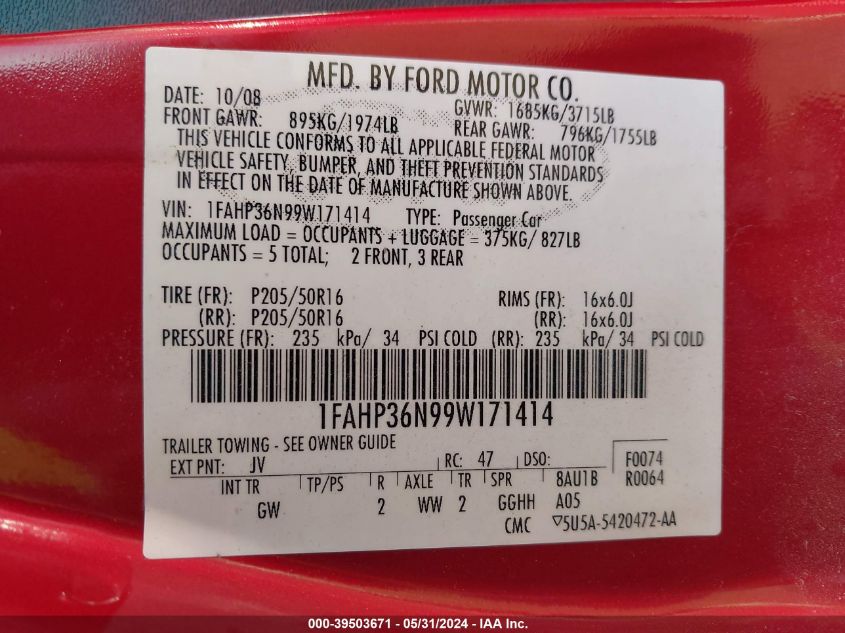 MFD. BY FORD MOTOR CO.
DATE: 10/08 GVWR: 1685KG/3715LB
FRONT GAWR: 895KG/1974LB REAR GAWR: 796KG/1755LB
THIS VEHICLE CONFORMS TO ALL APPLICABLE FEDERAL MOTOR
VEHICLE SAFETY, BUMPER, AND THEFT PREVENTION STANDARDS
IN EFFECT ON THE DATE OF MANUFACTURE SHOWN ABOVE.
VIN: 1FAHP36N99W171414 TYPE: Passenger Car
MAXIMUM LOAD = OCCUPANTS + LUGGAGE = 375KG/ 827LB
OCCUPANTS = 5 TOTAL; 2 FRONT, 3 REAR
TIRE (FR): P205/50R16 RIMS (FR): 16x6.0J
(RR): P205/50R16 (RR): 16x6.0J
PRESSURE (FR): 235 kPa/ 34 PSI COLD (RR): 235 kPa/ 34 PSI COLD
1FAHP36N99W171414
TRAILER TOWING - SEE OWNER GUIDE
EXT PNT: JV RC: 47 DSO: F0074
INT TR TP/PS R AXLE TR SPR 8AU1B R0064
GW 2 WW 2 GGHH A05
CMC ▽5U5A-5420472-AA
000-39503671 - 05/31/2024 - IAA Inc.